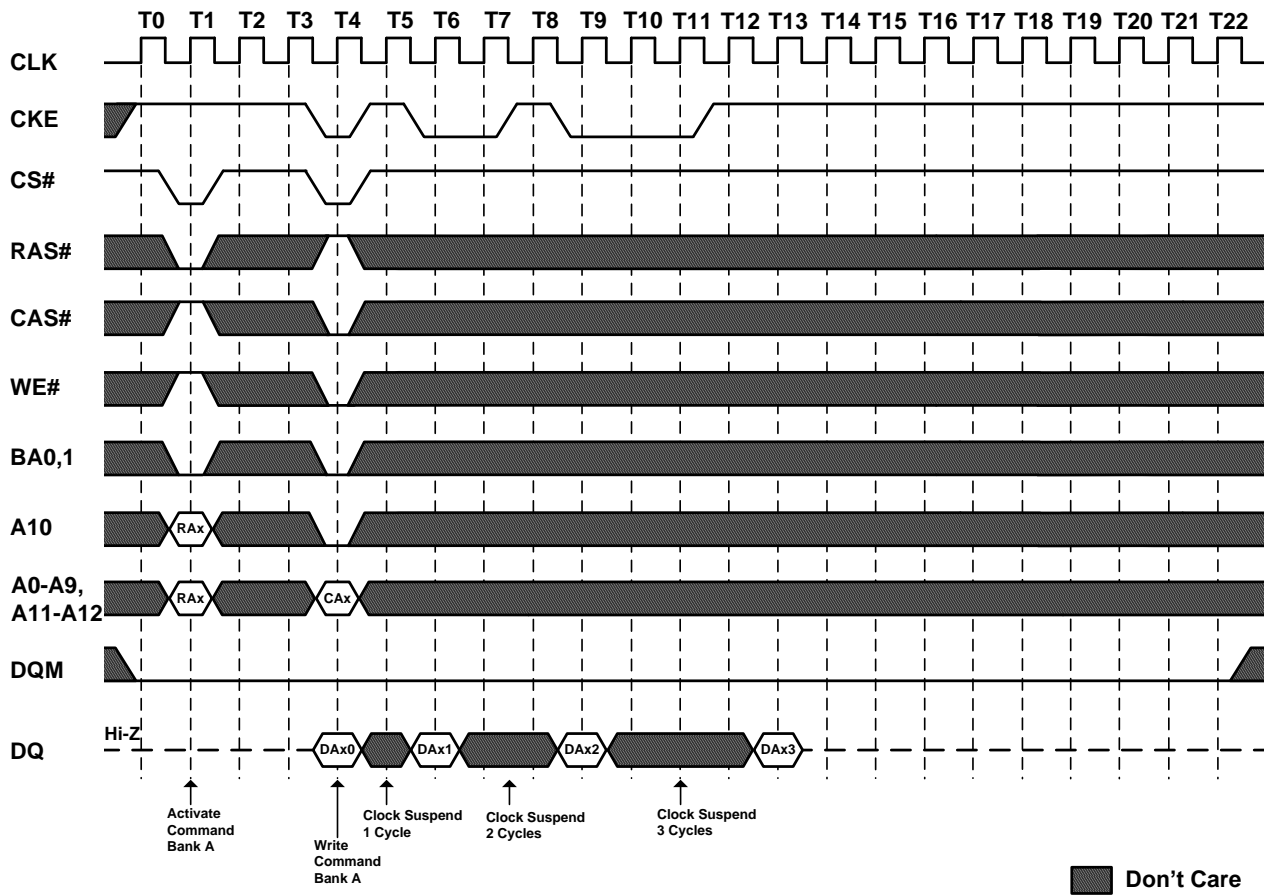 T0 T1 T2 T3 T4 T5 T6 T7 T8 T9 T10 T11 T12 T13 T14 T15 T16 T17 T18 T19 T20 T21 T22
CLK
CKE
CS#
RAS#
CAS#
WE#
BA0,1
A10
RAx
A0-A9,
A11-A12
RAx
CAx
DQM
Hi-Z
DQ
DAx0
DAx1
DAx2
DAx3
Activate
Command
Bank A
Write
Command
Bank A
Clock Suspend
1 Cycle
Clock Suspend
2 Cycles
Clock Suspend
3 Cycles
Don't Care